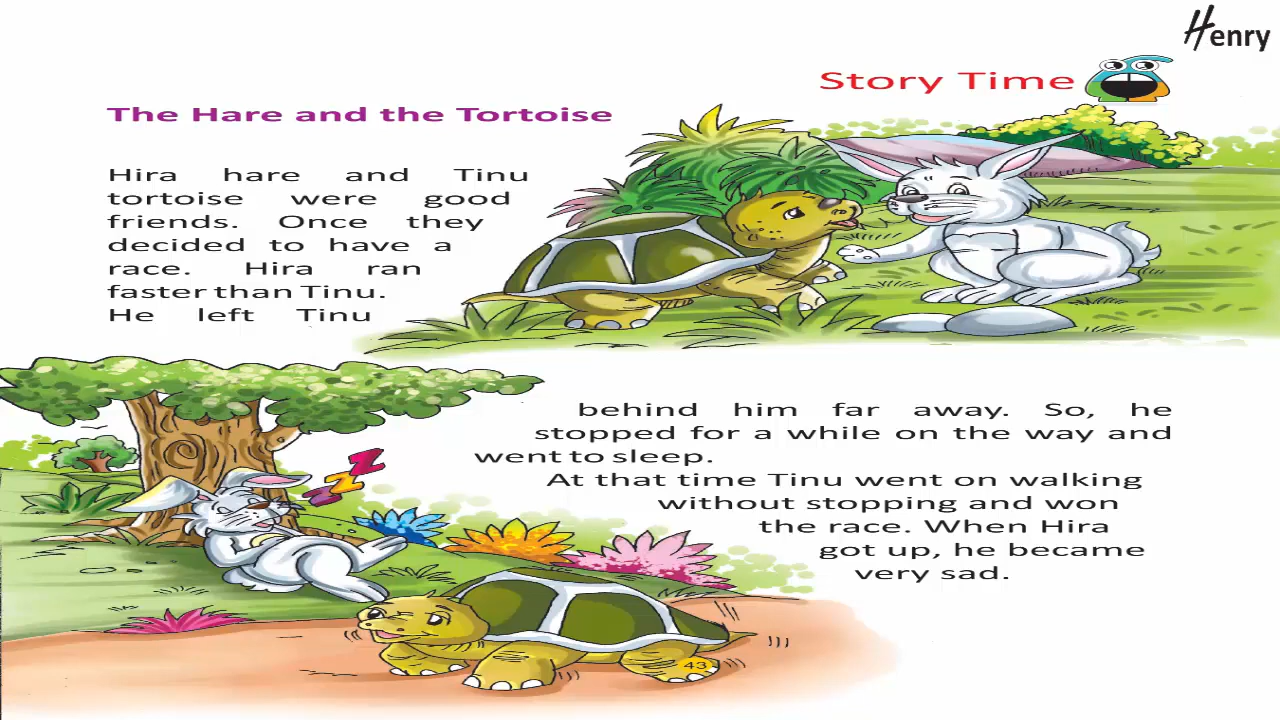 Henry
Story Time
The Hare and the Tortoise
Hira hare and Tinu
tortoise were good
friends. Once they
decided to have a
race. Hira ran
faster than Tinu.
He left Tinu
behind him far away. So, he
stopped for a while on the way and
went to sleep.
At that time Tinu went on walking
without stopping and won
the race. When Hira
got up, he became
very sad.
Z
Z
Z
43